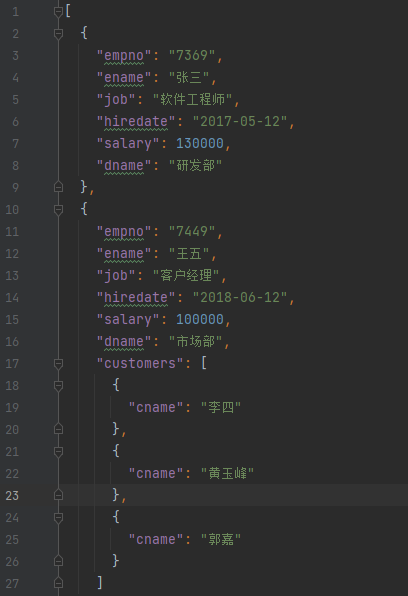 1 [
2 {
3 "empno": "7369",
4 "ename": "张三",
5 "job": "软件工程师",
6 "hiredate": "2017-05-12",
7 "salary": 130000,
8 "dname": "研发部"
9 },
10 {
11 "empno": "7449",
12 "ename": "王五",
13 "job": "客户经理",
14 "hiredate": "2018-06-12",
15 "salary": 100000,
16 "dname": "市场部",
17 "customers": [
18 {
19 "cname": "李四"
20 },
21 {
22 "cname": "黄玉峰"
23 },
24 {
25 "cname": "郭嘉"
26 }
27 ]